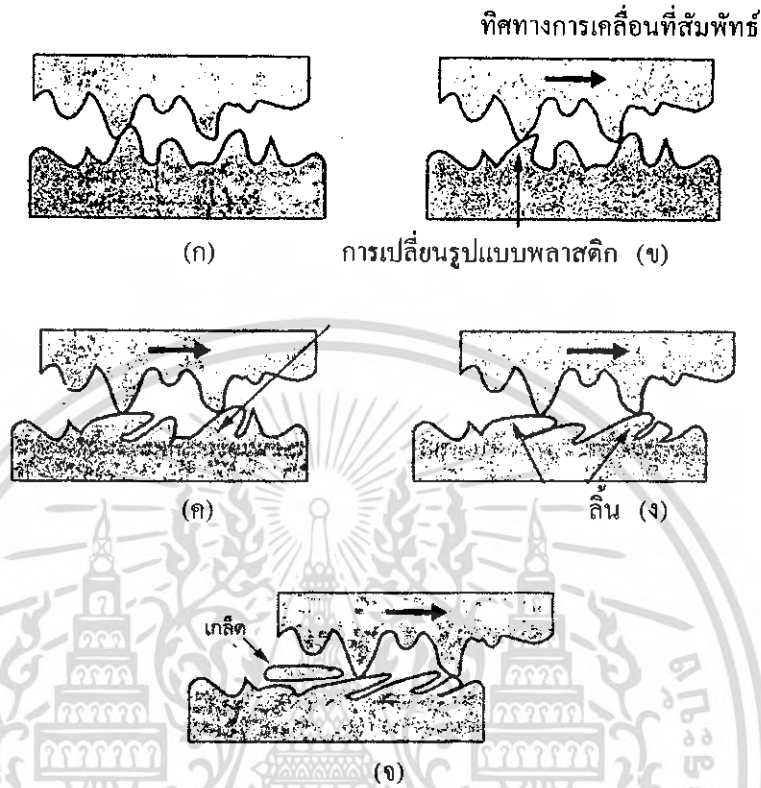 ทิศทางการเคลื่อนที่สัมพัทธ์
(ก)
การเปลี่ยนรูปแบบพลาสติก (ข)
(ค)
ลิ้น (ง)
เกล็ด
(จ)